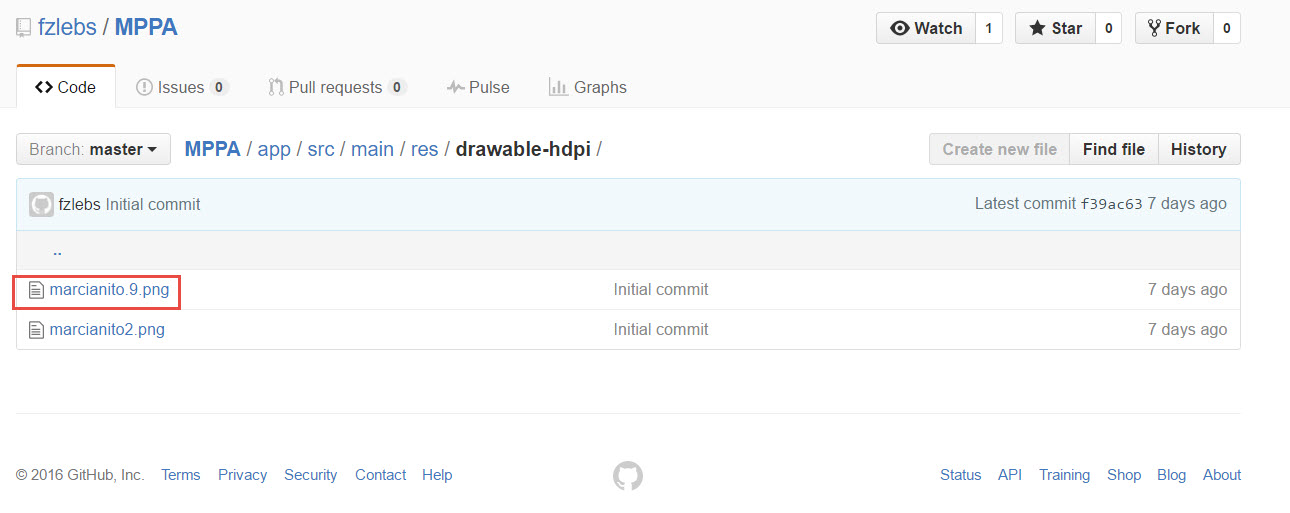 fzlebs / MPPA
Watch 1 Star 0 Fork 0
Code Issues 0 Pull requests 0 Pulse Graphs
Branch: master MPPA / app / src / main / res / drawable-hdpi / Create new file Find file History
fzlebs Initial commit Latest commit f39ac63 7 days ago
..
marcianito.9.png Initial commit 7 days ago
marcianito2.png Initial commit 7 days ago
© 2016 GitHub, Inc. Terms Privacy Security Contact Help Status API Training Shop Blog About